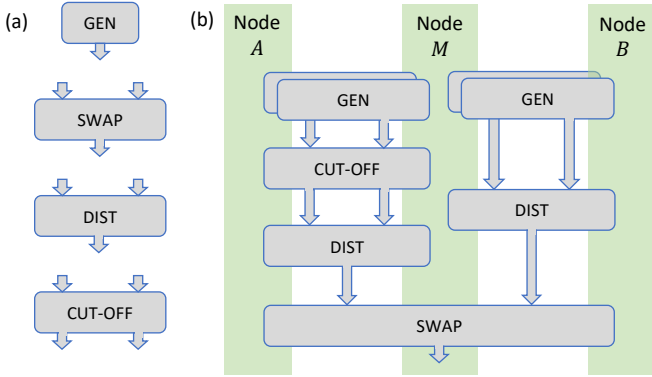 (a)
GEN
SWAP
DIST
CUT-OFF
(b)
Node
A
Node
M
Node
B
GEN
GEN
CUT-OFF
DIST
DIST
SWAP